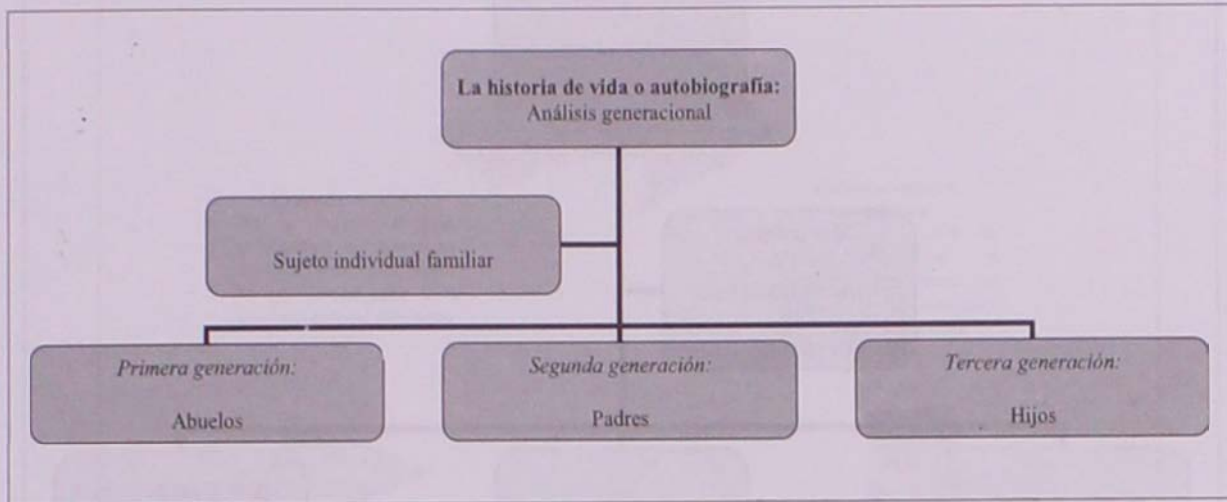 La historia de vida o autobiografía:
Análisis generacional
Sujeto individual familiar
Primera generación:
Abuelos
Segunda generación:
Padres
Tercera generación:
Hijos